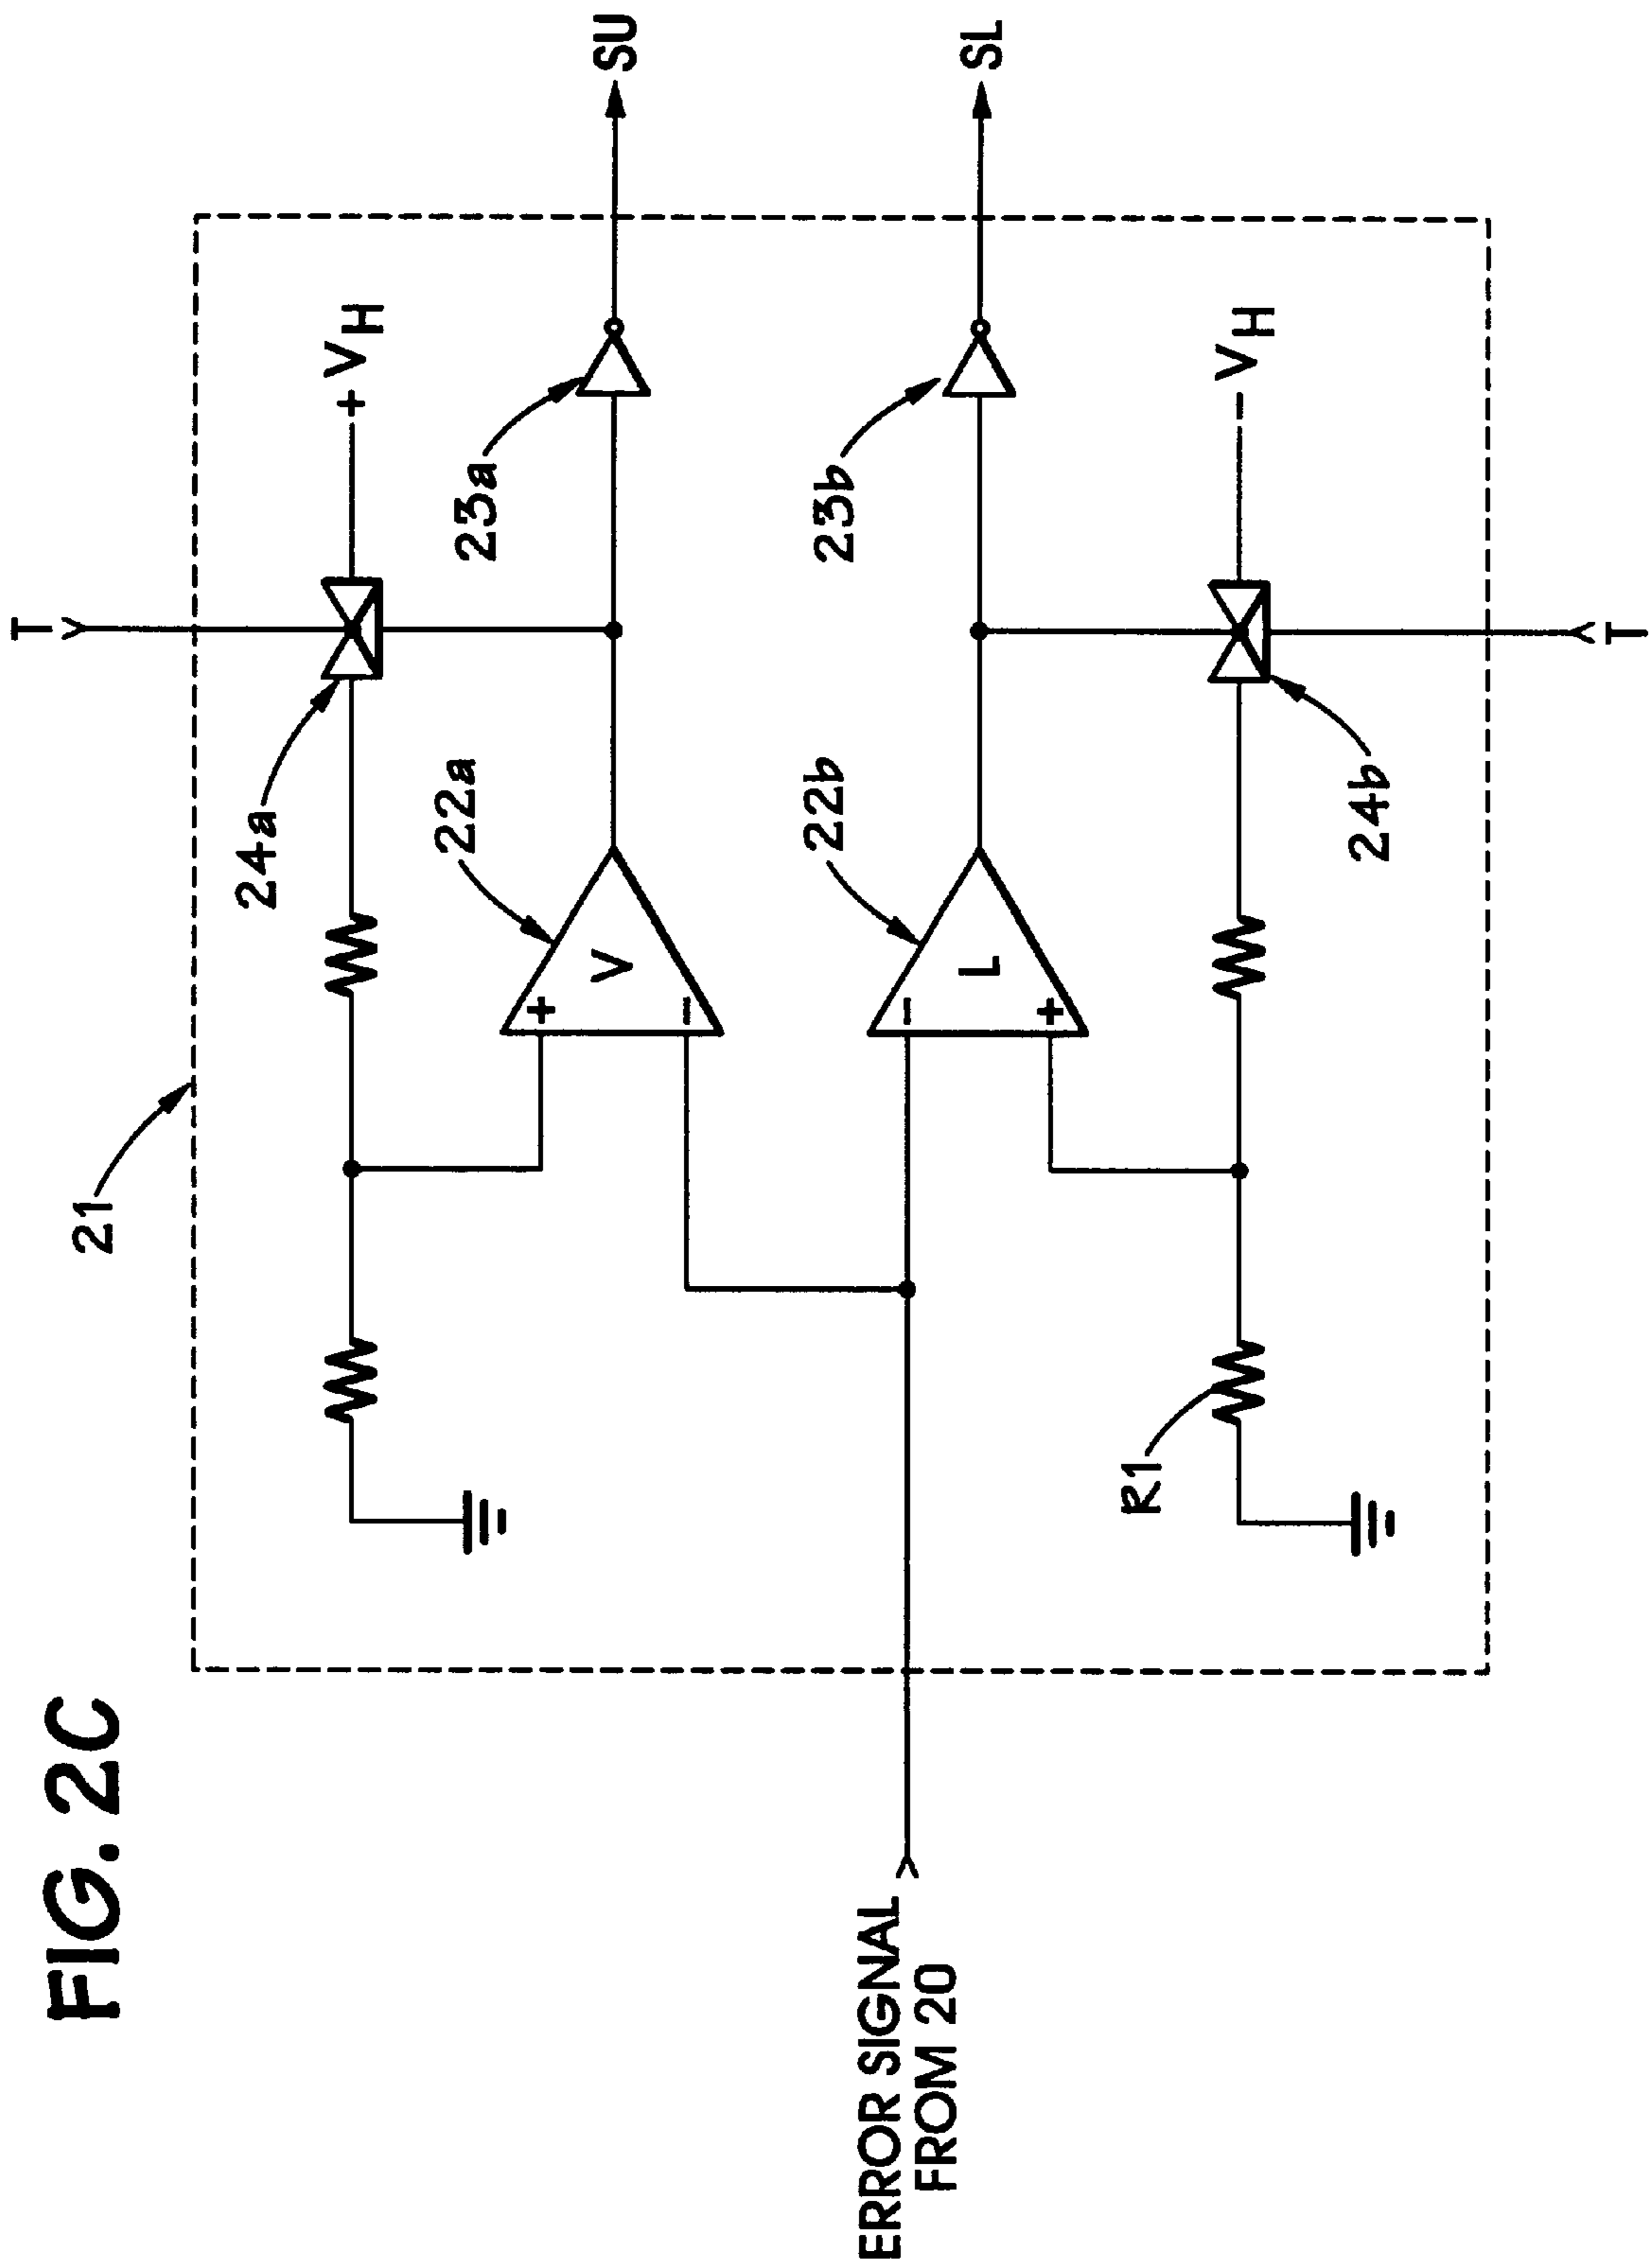 FIG. 2C
21
T
24a
+ VH
22a
V
+
-
23a
SU
ERROR SIGNAL
FROM 20
22b
L
-
+
23b
SL
R1
24b
- VH
T